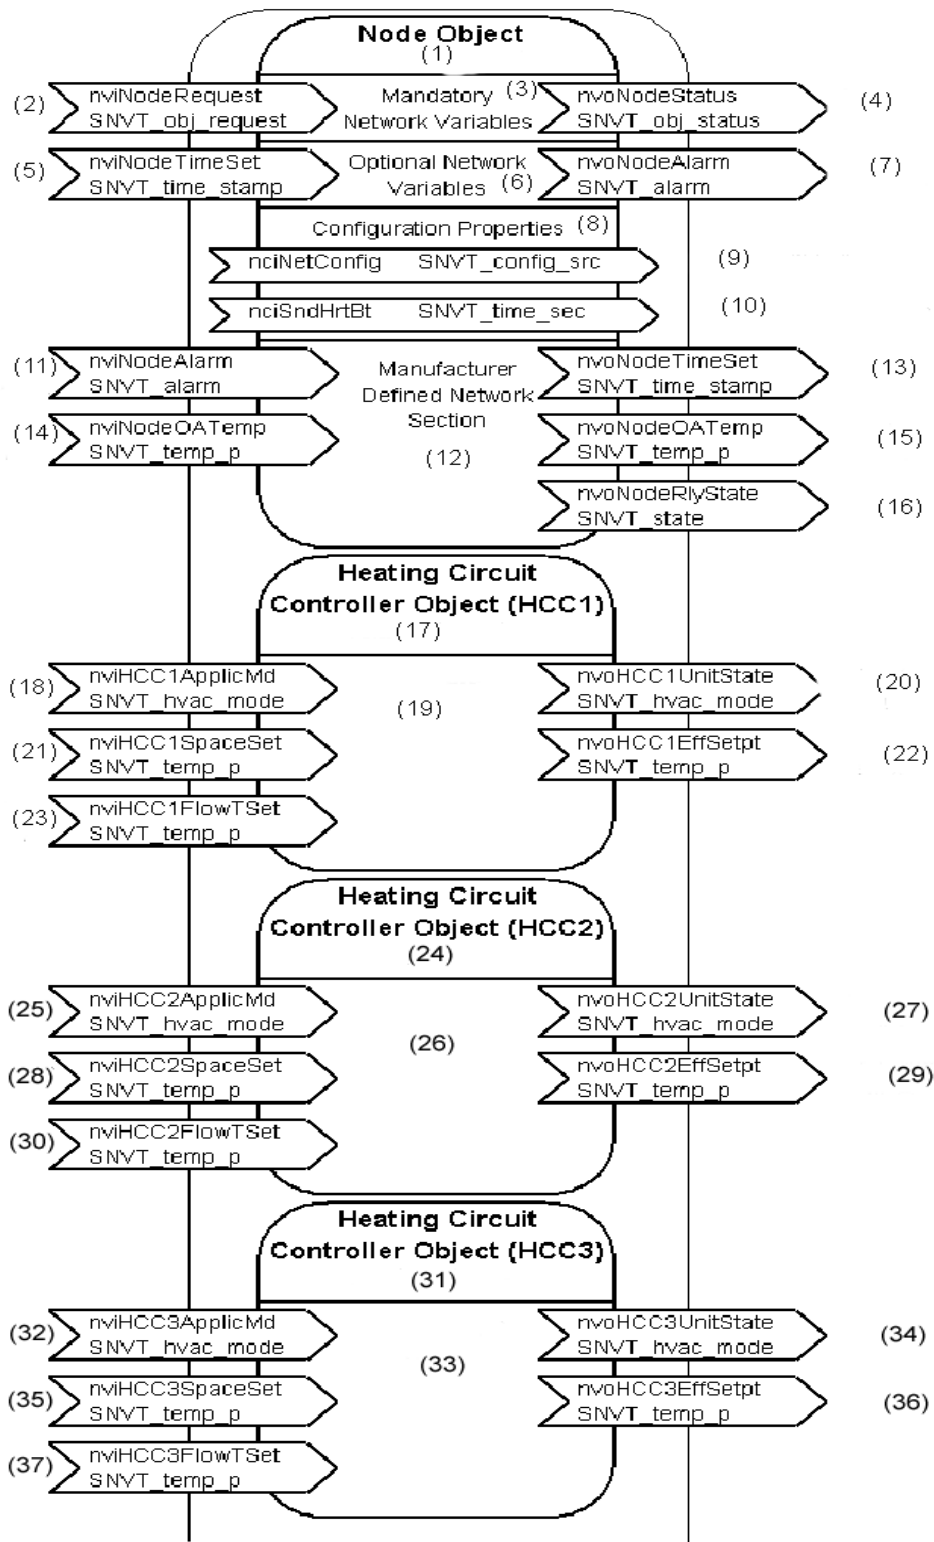 Node Object
(1)
(2) nviNodeRequest
SNVT_obj_request
Mandatory (3)
Network Variables
nvoNodeStatus (4)
SNVT_obj_status
(5) nviNodeTimeSet
SNVT_time_stamp
Optional Network
Variables (6)
nvoNodeAlarm (7)
SNVT_alarm
Configuration Properties (8)
nciNetConfig SNVT_config_src (9)
nciSndHrtBt SNVT_time_sec (10)
(11) nviNodeAlarm
SNVT_alarm
Manufacturer
Defined Network
Section
(12)
nvoNodeTimeSet (13)
SNVT_time_stamp
(14) nviNodeOATemp
SNVT_temp_p
nvoNodeOATemp (15)
SNVT_temp_p
nvoNodeRlyState (16)
SNVT_state
Heating Circuit
Controller Object (HCC1)
(17)
(18) nviHCC1ApplicMd
SNVT_hvac_mode
(19)
nvoHCC1UnitState (20)
SNVT_hvac_mode
(21) nviHCC1SpaceSet
SNVT_temp_p
nvoHCC1EffSetpt (22)
SNVT_temp_p
(23) nviHCC1FlowTSet
SNVT_temp_p
Heating Circuit
Controller Object (HCC2)
(24)
(25) nviHCC2ApplicMd
SNVT_hvac_mode
(26)
nvoHCC2UnitState (27)
SNVT_hvac_mode
(28) nviHCC2SpaceSet
SNVT_temp_p
nvoHCC2EffSetpt (29)
SNVT_temp_p
(30) nviHCC2FlowTSet
SNVT_temp_p
Heating Circuit
Controller Object (HCC3)
(31)
(32) nviHCC3ApplicMd
SNVT_hvac_mode
(33)
nvoHCC3UnitState (34)
SNVT_hvac_mode
(35) nviHCC3SpaceSet
SNVT_temp_p
nvoHCC3EffSetpt (36)
SNVT_temp_p
(37) nviHCC3FlowTSet
SNVT_temp_p